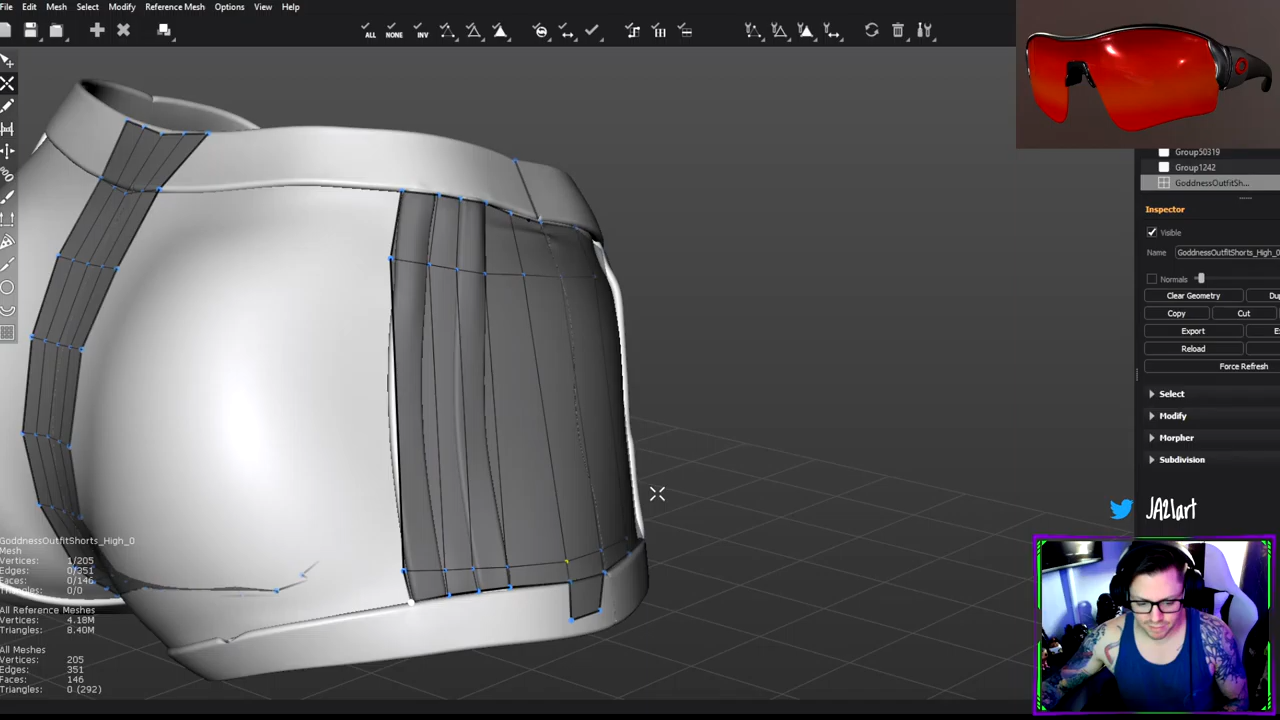 File Edit Mesh Select Modify Reference Mesh Options View Help
ALL NONE INV
Group50319
Group1242
GoddnessOutfitSh...
Inspector
Visible
Name GoddnessOutfitShorts_High_0
Normals
Clear Geometry Du
Copy Cut
Export E
Reload
Force Refresh
Select
Modify
Morpher
Subdivision
JA21art
GoddnessOutfitShorts_High_0
Mesh
Vertices: 1/205
Edges: 0/351
Faces: 0/146
Triangles: 0/0
All Reference Meshes
Vertices: 4.18M
Triangles: 8.40M
All Meshes
Vertices: 205
Edges: 351
Faces: 146
Triangles: 0 (292)